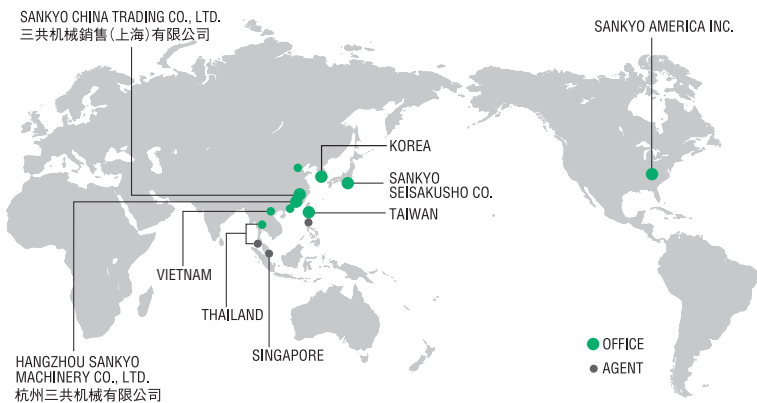 SANKYO CHINA TRADING CO., LTD.
三共机械銷售(上海)有限公司
SANKYO AMERICA INC.
KOREA
SANKYO
SEISAKUSHO CO.
TAIWAN
VIETNAM
THAILAND
SINGAPORE
HANGZHOU SANKYO
MACHINERY CO., LTD.
杭州三共机械有限公司
OFFICE
AGENT